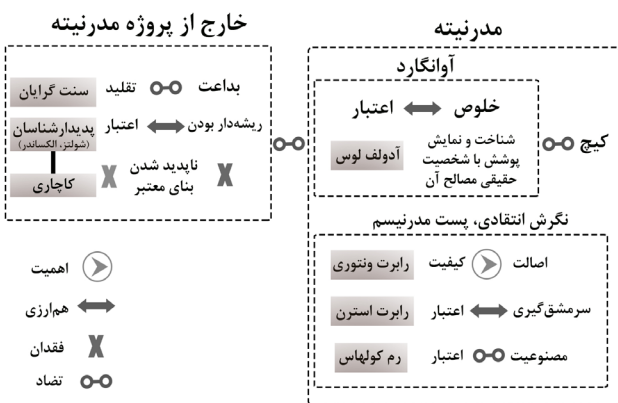 مدرنیته
آوانگارد
خلوص اعتبار
شناخت و نمایش
پوشش با شخصیت
حقیقی مصالح آن
آدولف لوس
کیچ
نگرش انتقادی، پست مدرنیسم
اصالت کیفیت رابرت ونتوری
سرمشق‌گیری اعتبار رابرت استرن
مصنوعیت اعتبار رم کولهاس
خارج از پروژه مدرنیته
بداعت تقلید سنت گرایان
ریشه‌دار بودن اعتبار پدیدارشناسان
(شولتز، الکساندر)
ناپدید شدن
بنای معتبر
کاچاری
اهمیت
هم‌ارزی
فقدان
تضاد